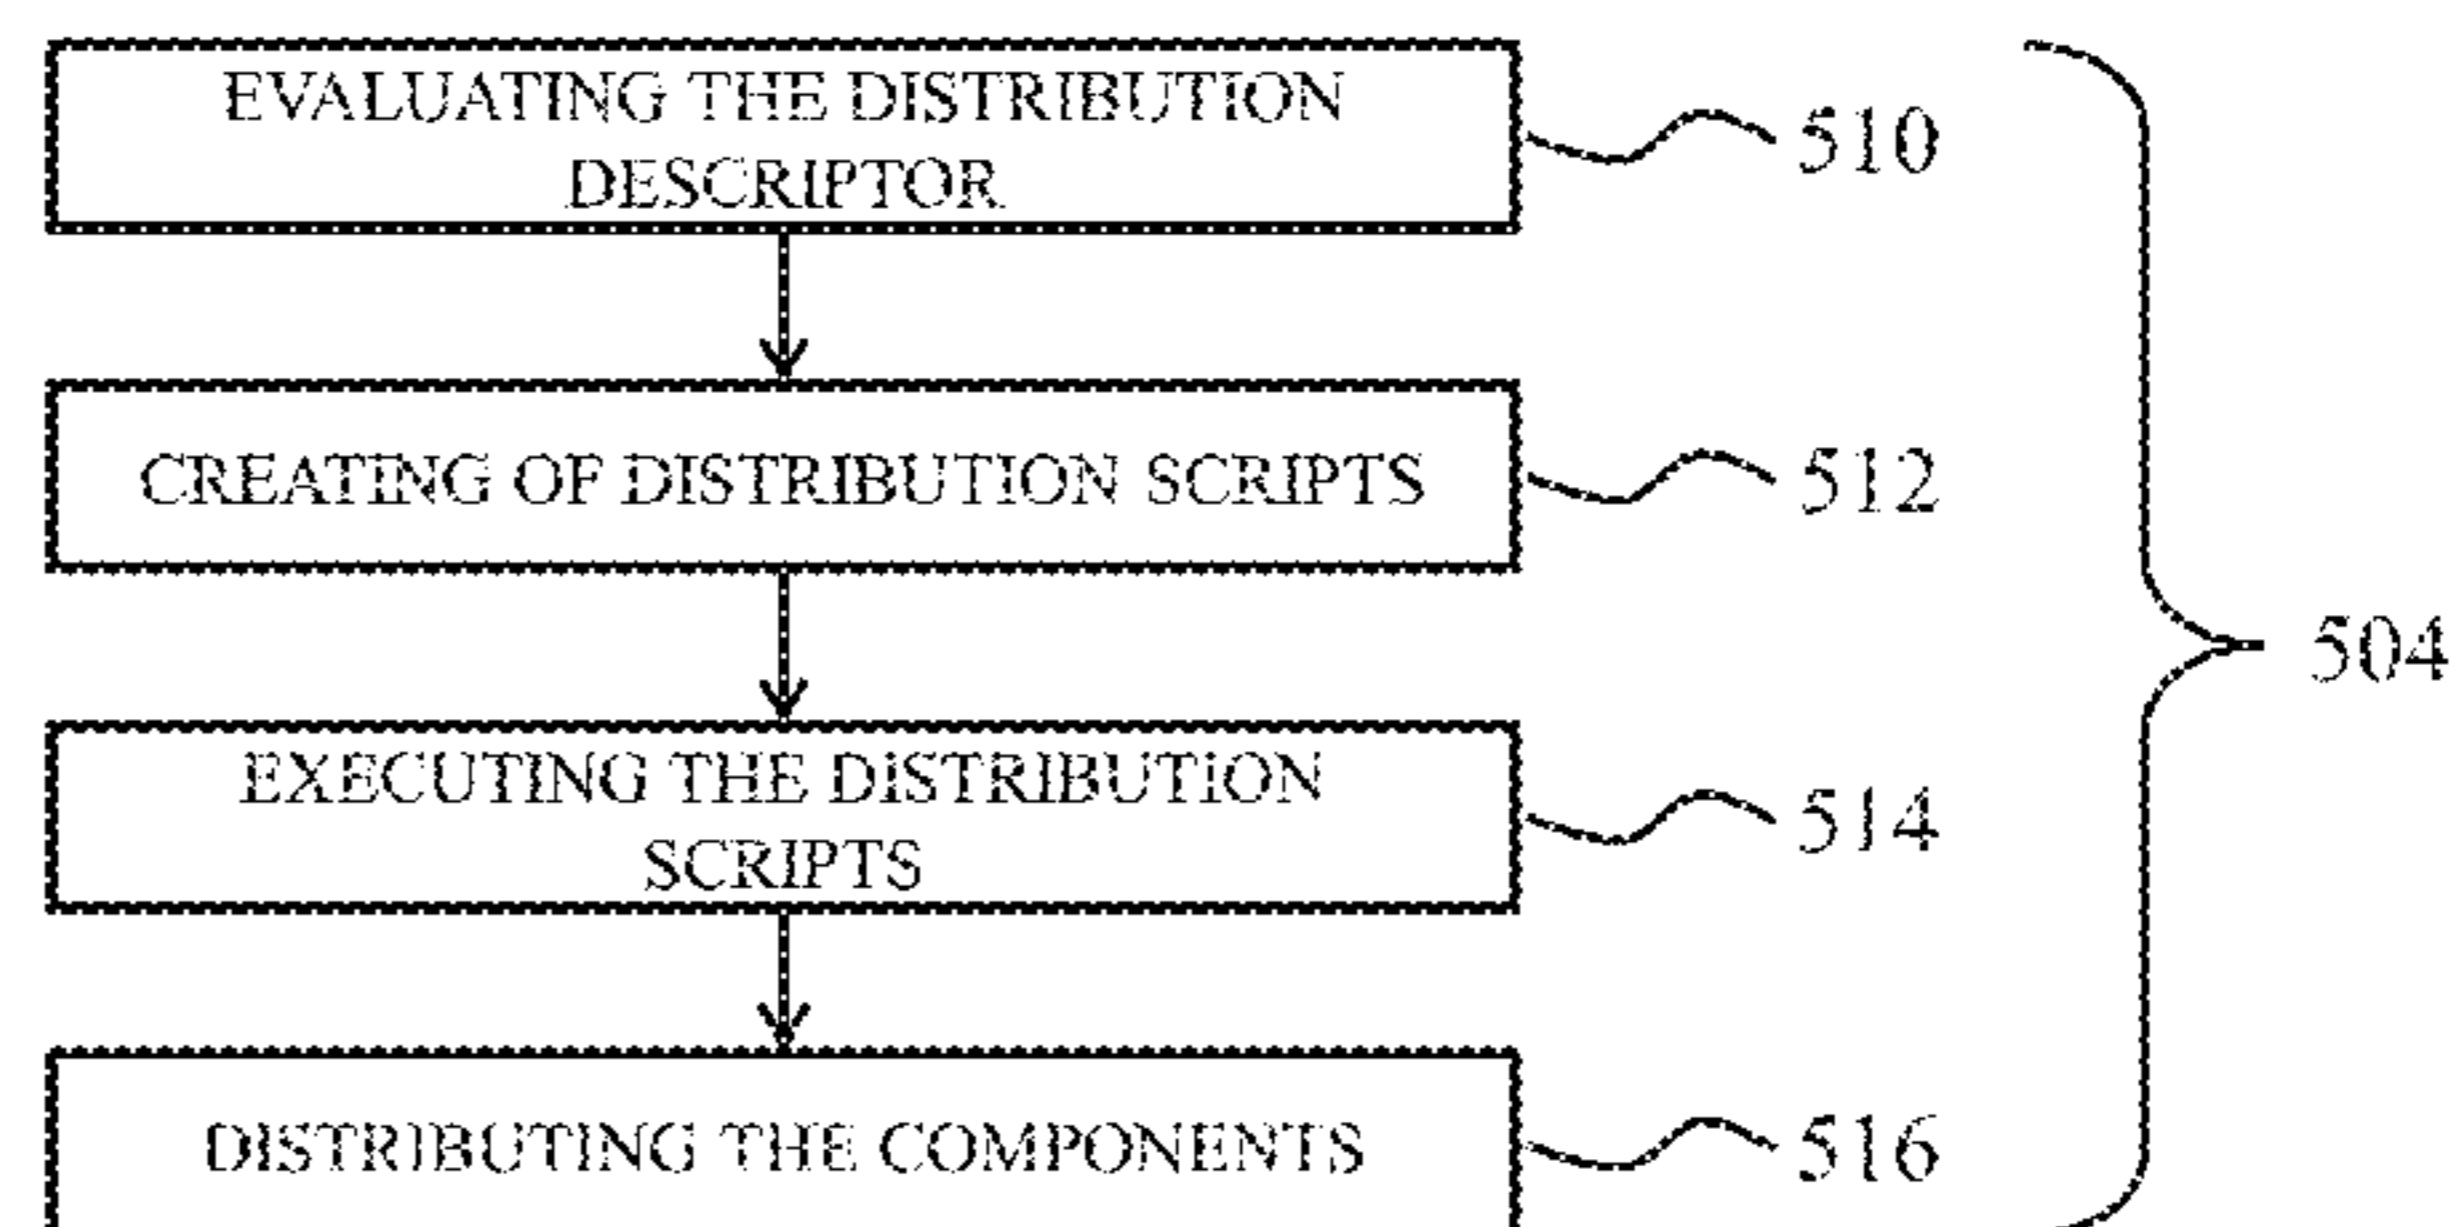 EVALUATING THE DISTRIBUTION
DESCRIPTOR
510
CREATING OF DISTRIBUTION SCRIPTS
512
504
EXECUTING THE DISTRIBUTION
SCRIPTS
514
DISTRIBUTING THE COMPONENTS
516